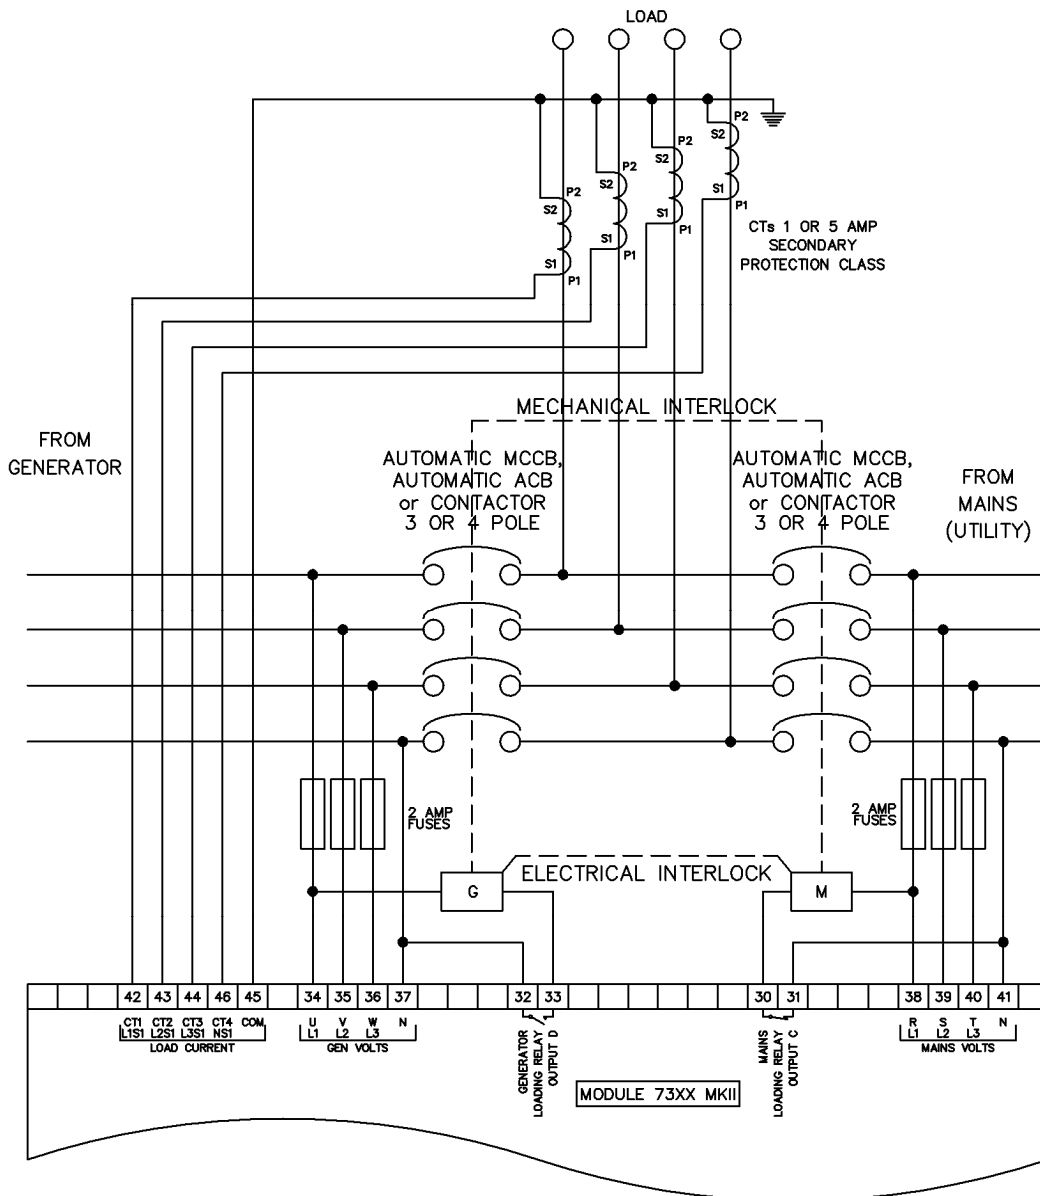 LOAD
P2
S2
P2
S2
P2
S2
P2
S2
S1
P1
S1
P1
S1
P1
S1
P1
CTs 1 OR 5 AMP
SECONDARY
PROTECTION CLASS
MECHANICAL INTERLOCK
FROM
GENERATOR
AUTOMATIC MCCB,
AUTOMATIC ACB
or CONTACTOR
3 OR 4 POLE
AUTOMATIC MCCB,
AUTOMATIC ACB
or CONTACTOR
3 OR 4 POLE
FROM
MAINS
(UTILITY)
2 AMP
FUSES
2 AMP
FUSES
ELECTRICAL INTERLOCK
G
M
42 43 44 46 45 34 35 36 37 32 33 30 31 38 39 40 41
CT1 CT2 CT3 CT4 COM
L1S1 L2S1 L3S1 NS1
LOAD CURRENT
U V W N
L1 L2 L3
GEN VOLTS
GENERATOR
LOADING RELAY
OUTPUT D
MAINS
LOADING RELAY
OUTPUT C
R S T N
L1 L2 L3
MAINS VOLTS
MODULE 73XX MKII